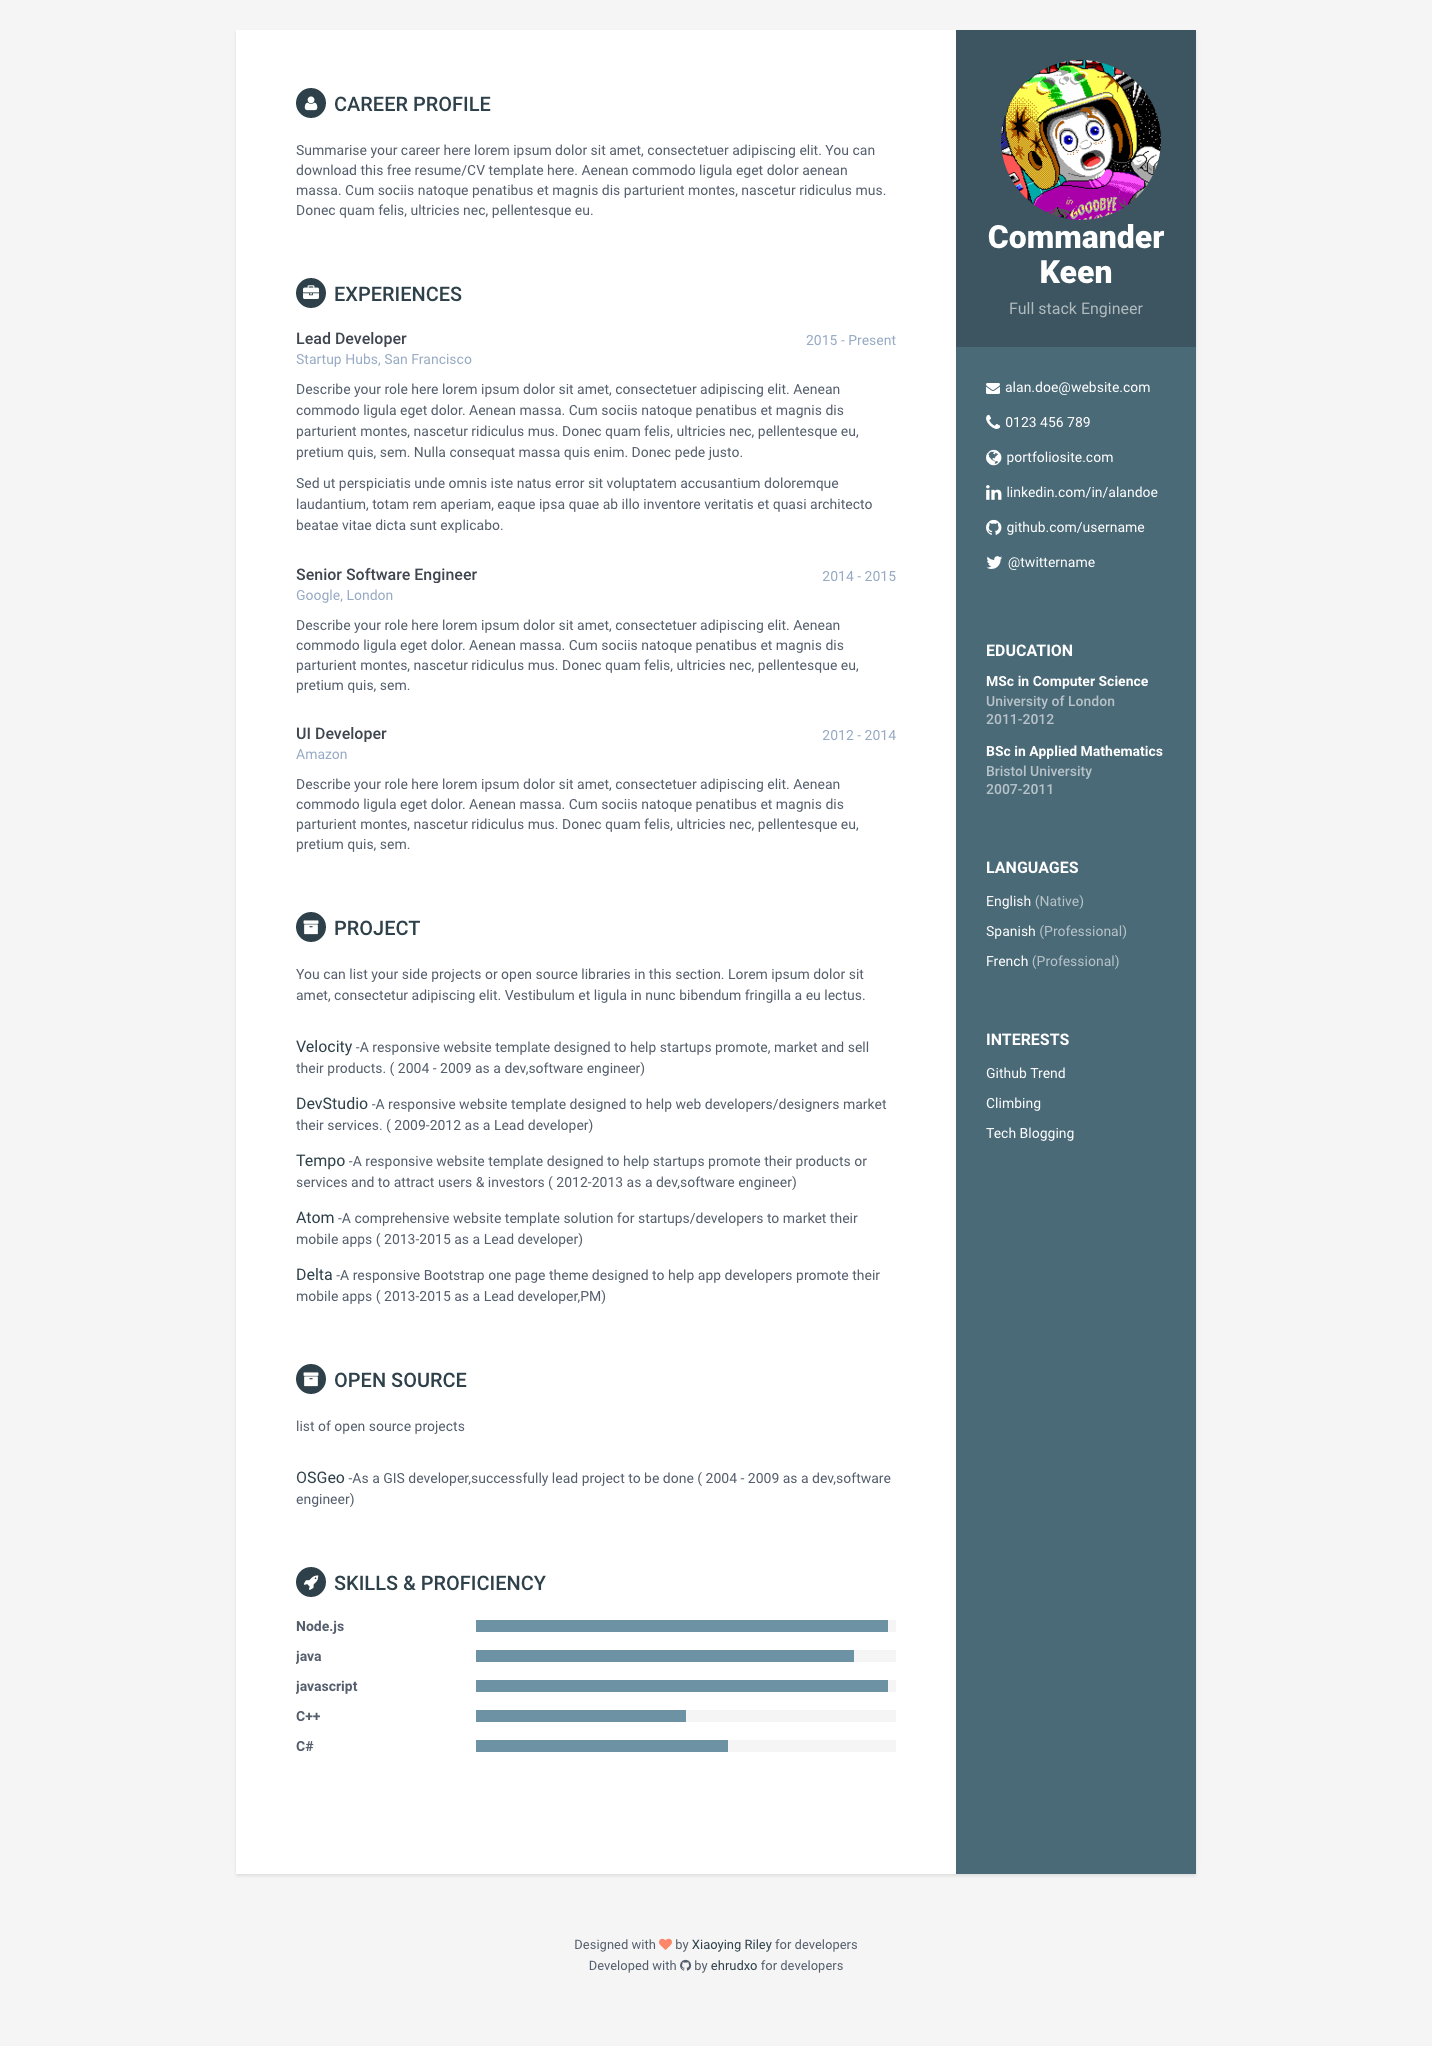 CAREER PROFILE
Summarise your career here lorem ipsum dolor sit amet, consectetuer adipiscing elit. You can
download this free resume/CV template here. Aenean commodo ligula eget dolor aenean
massa. Cum sociis natoque penatibus et magnis dis parturient montes, nascetur ridiculus mus.
Donec quam felis, ultricies nec, pellentesque eu.
EXPERIENCES
Lead Developer 2015 - Present
Startup Hubs, San Francisco
Describe your role here lorem ipsum dolor sit amet, consectetuer adipiscing elit. Aenean
commodo ligula eget dolor. Aenean massa. Cum sociis natoque penatibus et magnis dis
parturient montes, nascetur ridiculus mus. Donec quam felis, ultricies nec, pellentesque eu,
pretium quis, sem. Nulla consequat massa quis enim. Donec pede justo.
Sed ut perspiciatis unde omnis iste natus error sit voluptatem accusantium doloremque
laudantium, totam rem aperiam, eaque ipsa quae ab illo inventore veritatis et quasi architecto
beatae vitae dicta sunt explicabo.
Senior Software Engineer 2014 - 2015
Google, London
Describe your role here lorem ipsum dolor sit amet, consectetuer adipiscing elit. Aenean
commodo ligula eget dolor. Aenean massa. Cum sociis natoque penatibus et magnis dis
parturient montes, nascetur ridiculus mus. Donec quam felis, ultricies nec, pellentesque eu,
pretium quis, sem.
UI Developer 2012 - 2014
Amazon
Describe your role here lorem ipsum dolor sit amet, consectetuer adipiscing elit. Aenean
commodo ligula eget dolor. Aenean massa. Cum sociis natoque penatibus et magnis dis
parturient montes, nascetur ridiculus mus. Donec quam felis, ultricies nec, pellentesque eu,
pretium quis, sem.
PROJECT
You can list your side projects or open source libraries in this section. Lorem ipsum dolor sit
amet, consectetur adipiscing elit. Vestibulum et ligula in nunc bibendum fringilla a eu lectus.
Velocity -A responsive website template designed to help startups promote, market and sell
their products. ( 2004 - 2009 as a dev,software engineer)
DevStudio -A responsive website template designed to help web developers/designers market
their services. ( 2009-2012 as a Lead developer)
Tempo -A responsive website template designed to help startups promote their products or
services and to attract users & investors ( 2012-2013 as a dev,software engineer)
Atom -A comprehensive website template solution for startups/developers to market their
mobile apps ( 2013-2015 as a Lead developer)
Delta -A responsive Bootstrap one page theme designed to help app developers promote their
mobile apps ( 2013-2015 as a Lead developer,PM)
OPEN SOURCE
list of open source projects
OSGeo -As a GIS developer,successfully lead project to be done ( 2004 - 2009 as a dev,software
engineer)
SKILLS & PROFICIENCY
Node.js
java
javascript
C++
C#
GOODBYE
Commander
Keen
Full stack Engineer
alan.doe@website.com
0123 456 789
portfoliosite.com
linkedin.com/in/alandoe
github.com/username
@twittername
EDUCATION
MSc in Computer Science
University of London
2011-2012
BSc in Applied Mathematics
Bristol University
2007-2011
LANGUAGES
English (Native)
Spanish (Professional)
French (Professional)
INTERESTS
Github Trend
Climbing
Tech Blogging
Designed with by Xiaoying Riley for developers
Developed with by ehrudxo for developers